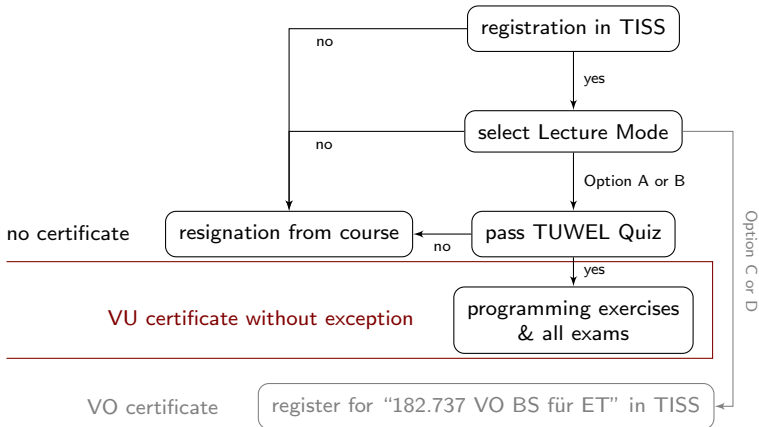 registration in TISS
no
yes
select Lecture Mode
no
Option A or B
no certificate
resignation from course
pass TUWEL Quiz
no
yes
Option C or D
VU certificate without exception
programming exercises
& all exams
VO certificate
register for “182.737 VO BS für ET” in TISS